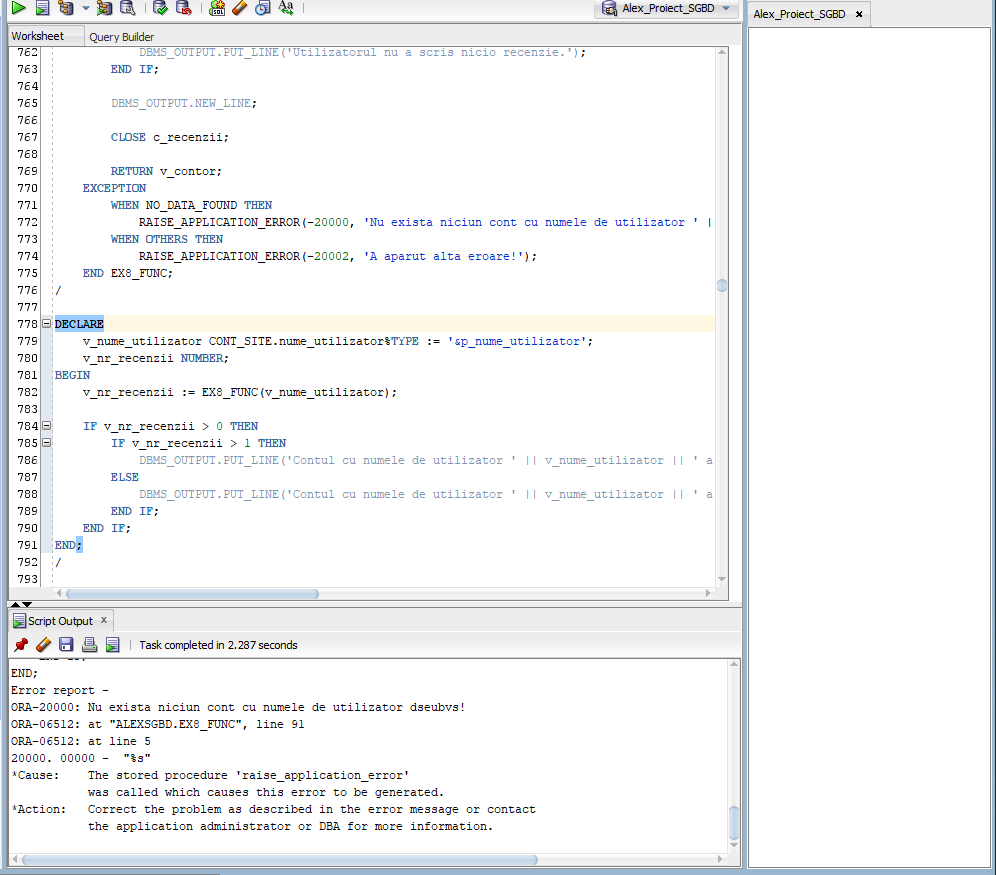 Alex_Proiect_SGBD
Alex_Proiect_SGBD ×
Worksheet
Query Builder
762 DBMS_OUTPUT.PUT_LINE('Utilizatorul nu a scris nicio recenzie.');
763 END IF;
764
765 DBMS_OUTPUT.NEW_LINE;
766
767 CLOSE c_recenzii;
768
769 RETURN v_contor;
770 EXCEPTION
771 WHEN NO_DATA_FOUND THEN
772 RAISE_APPLICATION_ERROR(-20000, 'Nu exista niciun cont cu numele de utilizator ' |
773 WHEN OTHERS THEN
774 RAISE_APPLICATION_ERROR(-20002, 'A aparut alta eroare!');
775 END EX8_FUNC;
776 /
777
778 DECLARE
779 v_nume_utilizator CONT_SITE.nume_utilizator%TYPE := '&p_nume_utilizator';
780 v_nr_recenzii NUMBER;
781 BEGIN
782 v_nr_recenzii := EX8_FUNC(v_nume_utilizator);
783
784 IF v_nr_recenzii > 0 THEN
785 IF v_nr_recenzii > 1 THEN
786 DBMS_OUTPUT.PUT_LINE('Contul cu numele de utilizator ' || v_nume_utilizator || ' a
787 ELSE
788 DBMS_OUTPUT.PUT_LINE('Contul cu numele de utilizator ' || v_nume_utilizator || ' a
789 END IF;
790 END IF;
791 END;
792 /
793
Script Output ×
Task completed in 2.287 seconds
END;
Error report -
ORA-20000: Nu exista niciun cont cu numele de utilizator dseubvs!
ORA-06512: at "ALEXSGBD.EX8_FUNC", line 91
ORA-06512: at line 5
20000. 00000 - "%s"
*Cause: The stored procedure 'raise_application_error'
was called which causes this error to be generated.
*Action: Correct the problem as described in the error message or contact
the application administrator or DBA for more information.